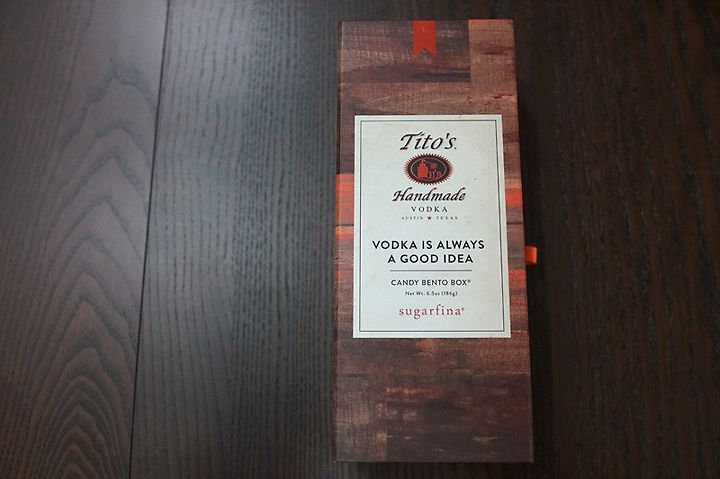 Tito's
Handmade
VODKA
AUSTIN ★ TEXAS
VODKA IS ALWAYS
A GOOD IDEA
CANDY BENTO BOX®
Net Wt. 6.5oz (186g)
sugarfina®